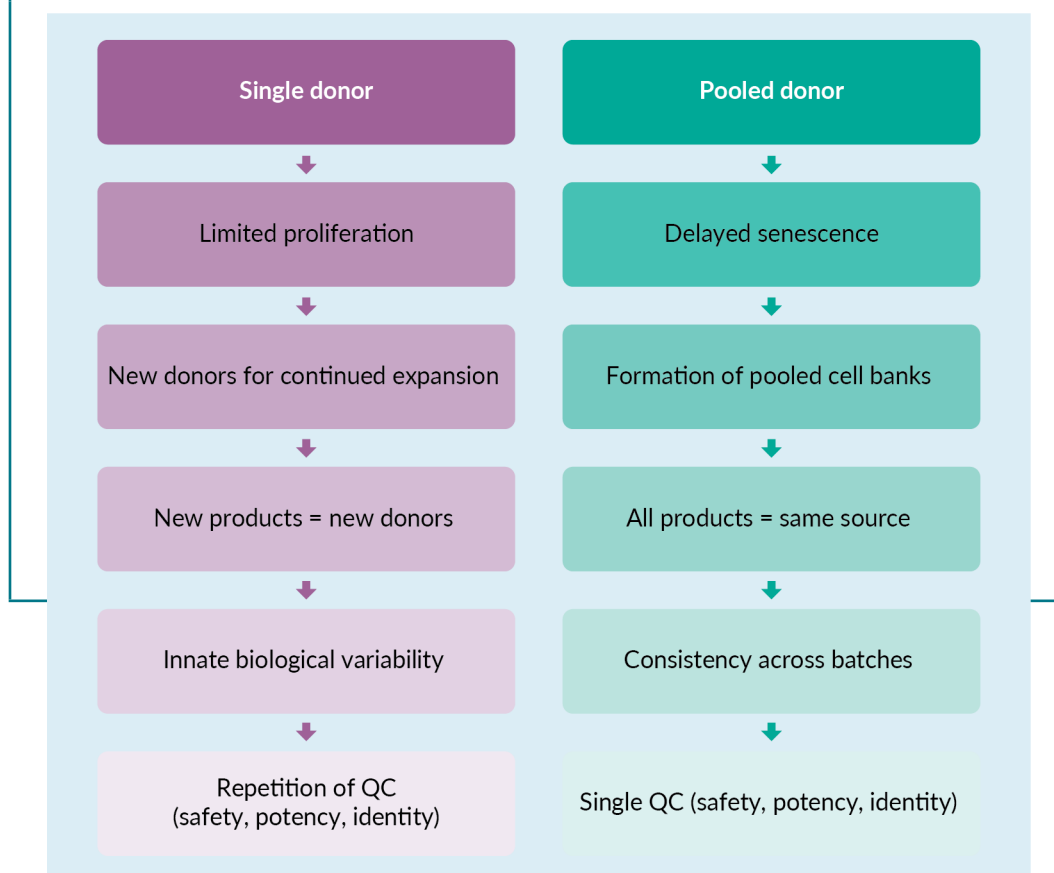 Single donor
Limited proliferation
New donors for continued expansion
New products = new donors
Innate biological variability
Repetition of QC
(safety, potency, identity)
Pooled donor
Delayed senescence
Formation of pooled cell banks
All products = same source
Consistency across batches
Single QC (safety, potency, identity)